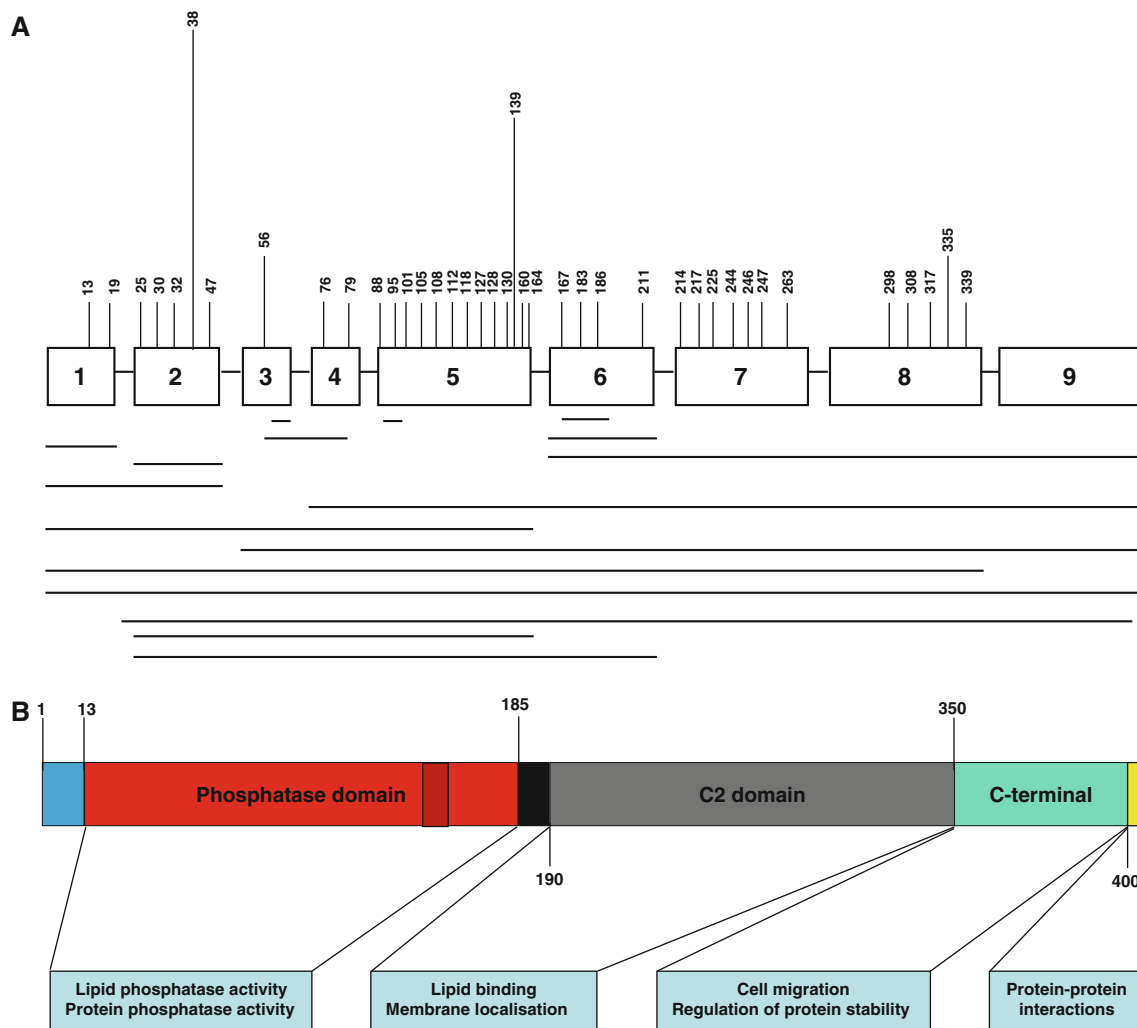 A
38
139
56
335
13 19 25 30 32 47 76 79 88 95 101 105 108 112 118 127 128 130 160 164 167 183 186 211 214 217 225 244 246 247 263 298 308 317 339
1 2 3 4 5 6 7 8 9
B
1 13 185 350
Phosphatase domain C2 domain C-terminal
190 400
Lipid phosphatase activity
Protein phosphatase activity
Lipid binding
Membrane localisation
Cell migration
Regulation of protein stability
Protein-protein
interactions